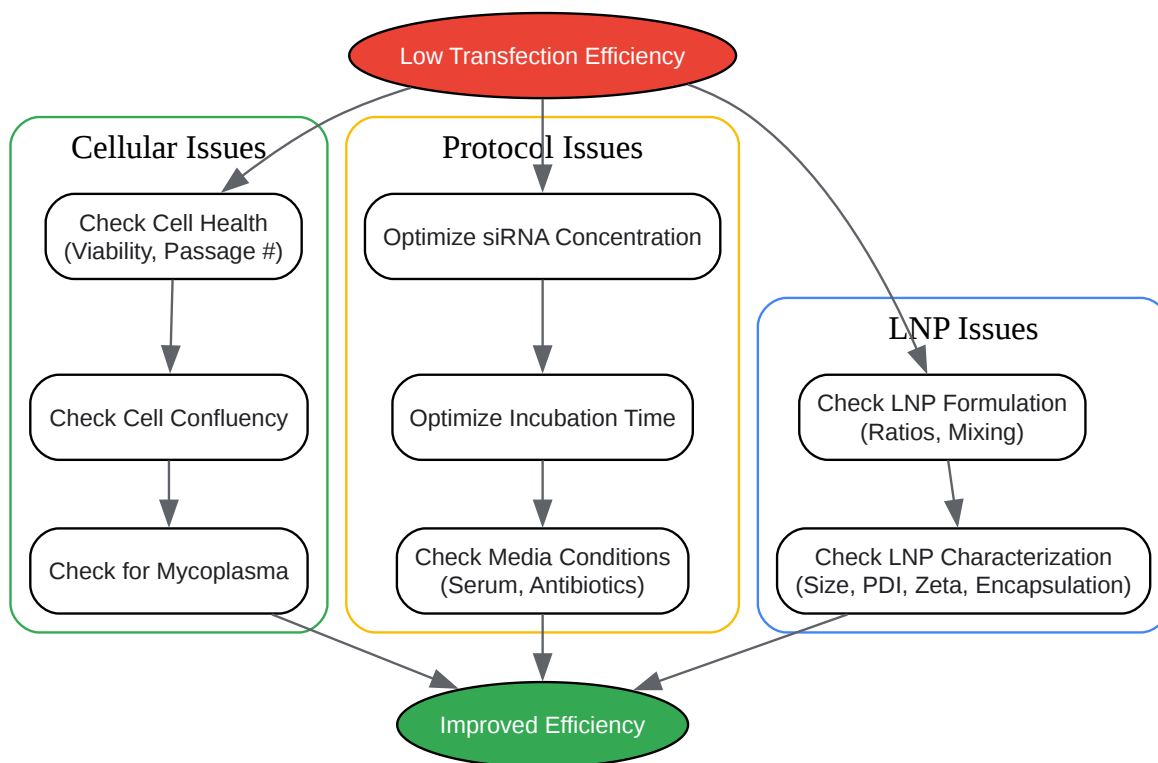 Low Transfection Efficiency
Cellular Issues
Check Cell Health
(Viability, Passage #)
Check Cell Confluency
Check for Mycoplasma
Protocol Issues
Optimize siRNA Concentration
Optimize Incubation Time
Check Media Conditions
(Serum, Antibiotics)
LNP Issues
Check LNP Formulation
(Ratios, Mixing)
Check LNP Characterization
(Size, PDI, Zeta, Encapsulation)
Improved Efficiency